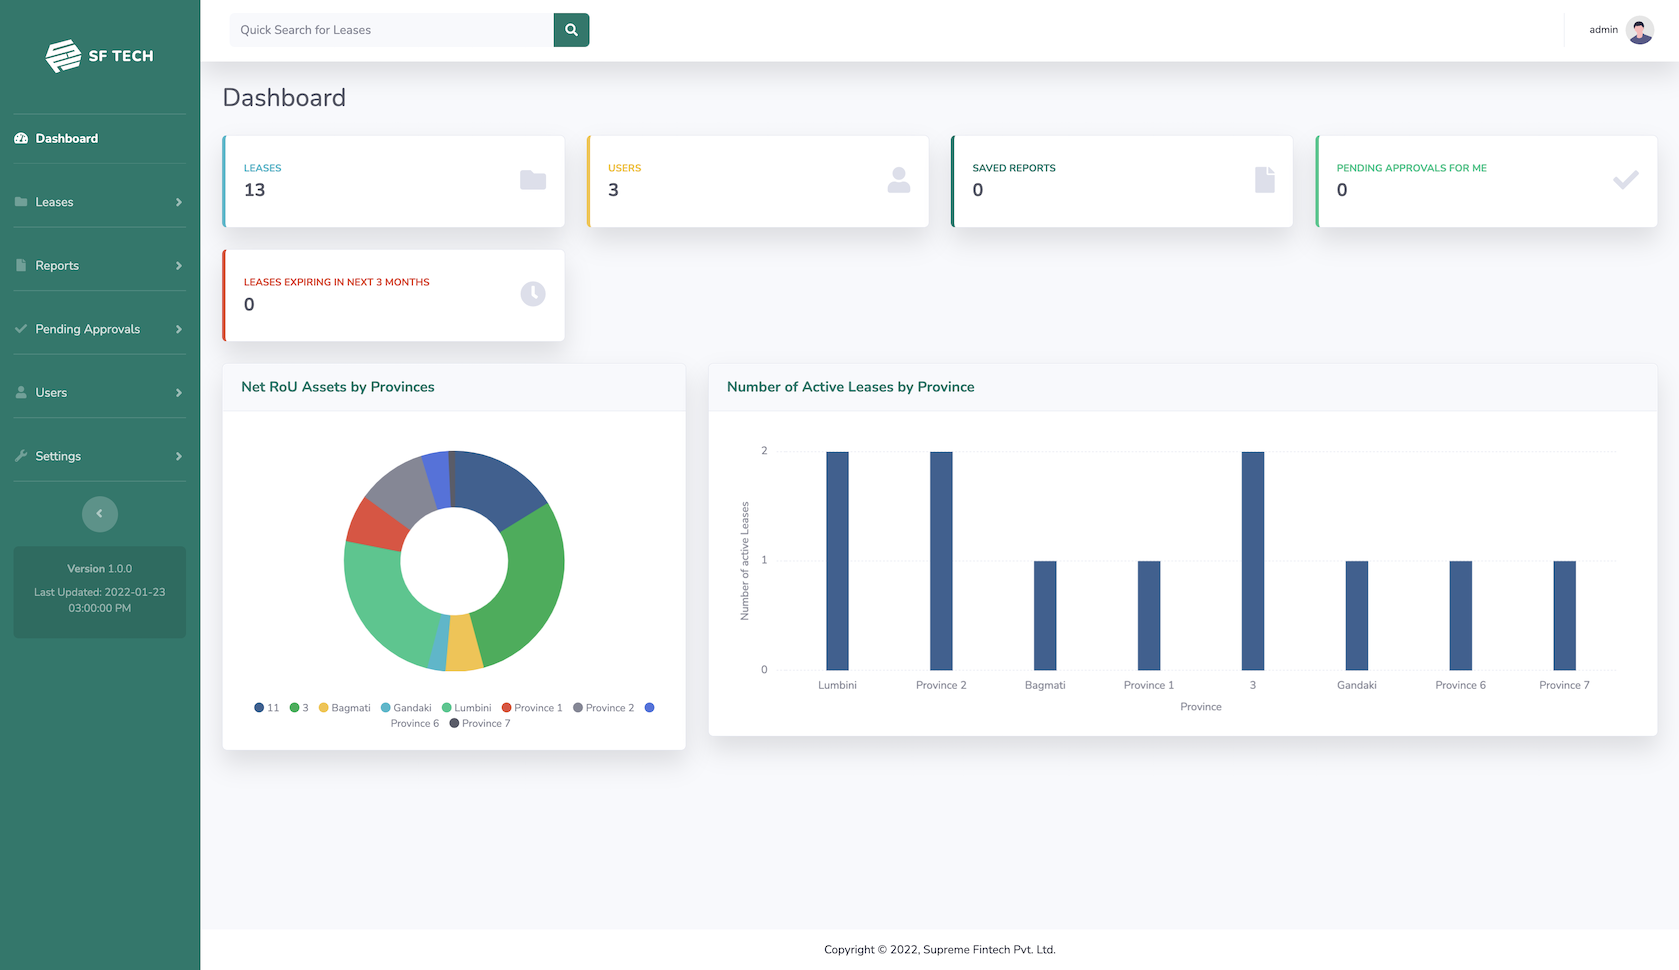 SF TECH
Dashboard
Leases
Reports
Pending Approvals
Users
Settings
Version 1.0.0
Last Updated: 2022-01-23
03:00:00 PM
Quick Search for Leases
admin
Dashboard
LEASES
13
USERS
3
SAVED REPORTS
0
PENDING APPROVALS FOR ME
0
LEASES EXPIRING IN NEXT 3 MONTHS
0
Net RoU Assets by Provinces
11 3 Bagmati Gandaki Lumbini Province 1 Province 2
Province 6 Province 7
Number of Active Leases by Province
Number of active Leases
2
1
0
Lumbini Province 2 Bagmati Province 1 3 Gandaki Province 6 Province 7
Province
Copyright © 2022, Supreme Fintech Pvt. Ltd.